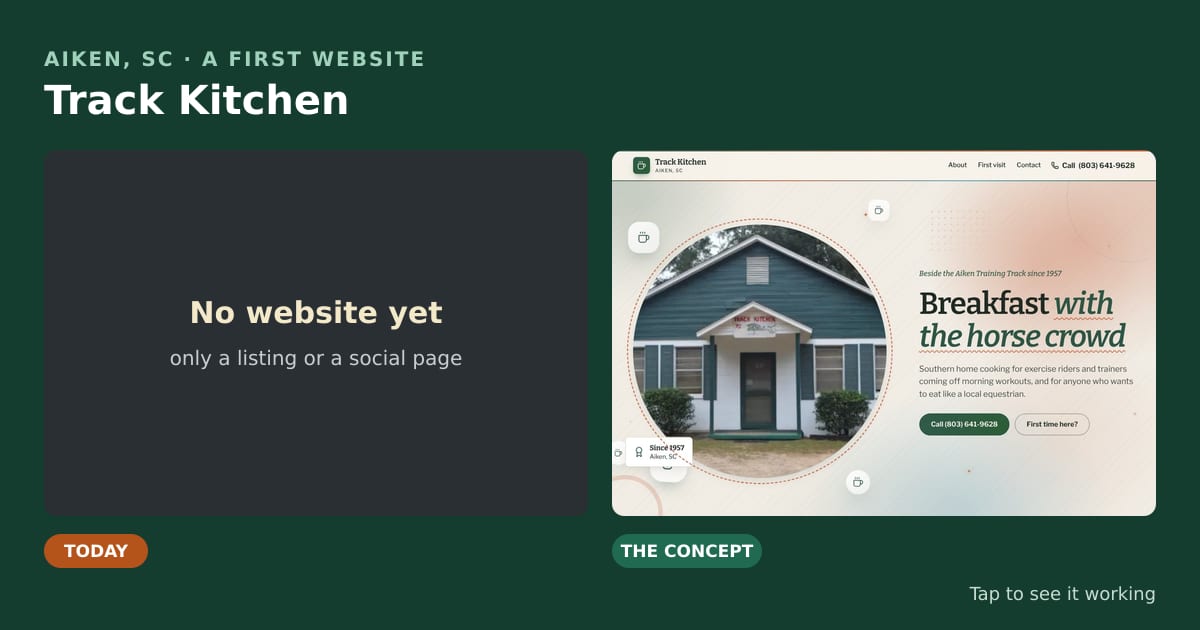 AIKEN, SC · A FIRST WEBSITE
Track Kitchen
No website yet
only a listing or a social page
TODAY
Track Kitchen
AIKEN, SC
About First visit Contact Call (803) 641-9628
TRACK KITCHEN
Beside the Aiken Training Track since 1957
Breakfast with
the horse crowd
Southern home cooking for exercise riders and trainers
coming off morning workouts, and for anyone who wants
to eat like a local equestrian.
Call (803) 641-9628 First time here?
Since 1957
Aiken, SC
THE CONCEPT
Tap to see it working